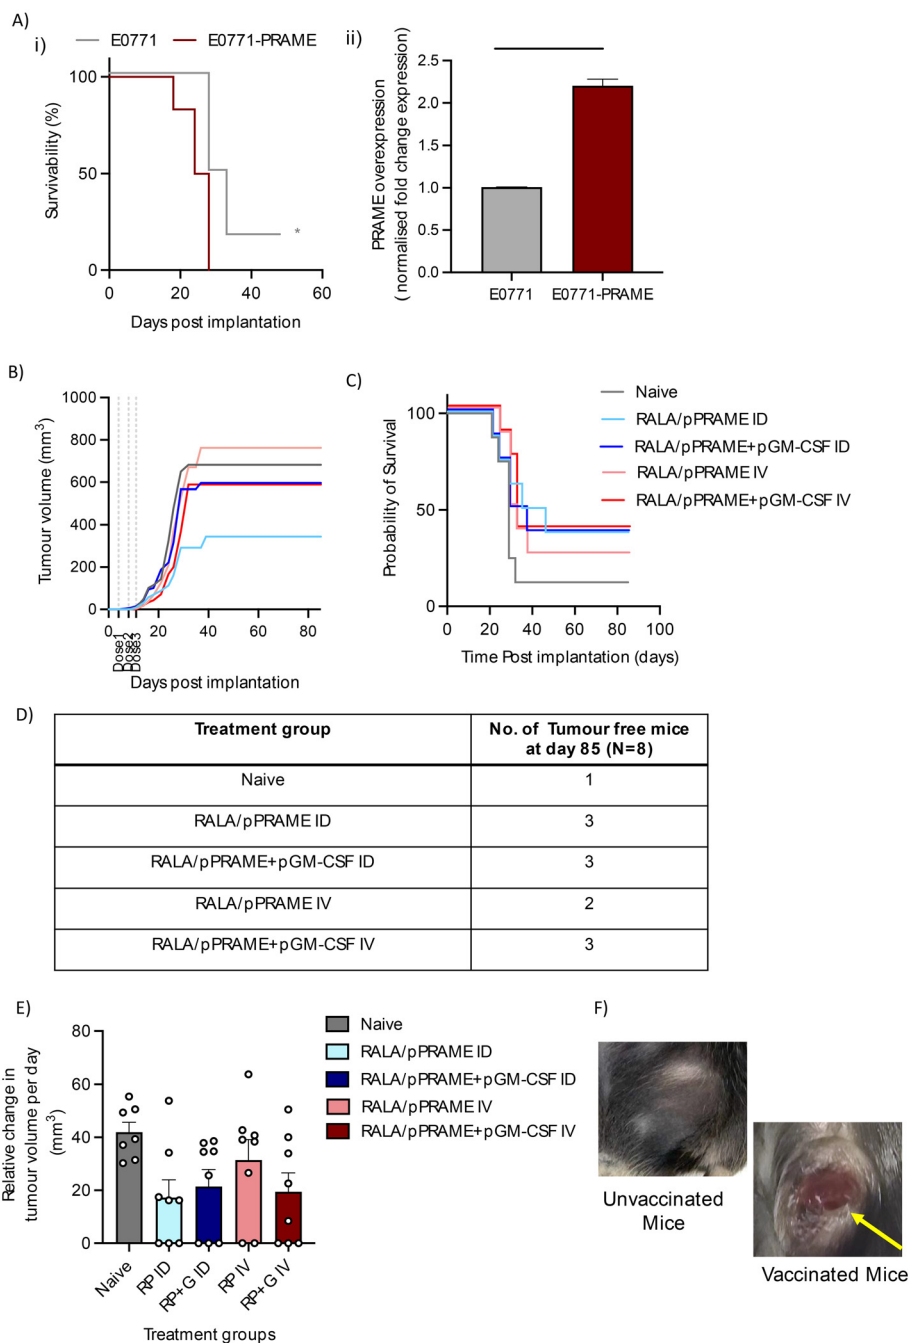 A)
i)
E0771
E0771-PRAME
Survivability (%)
100
50
0
0
20
40
60
*
Days post implantation
ii)
PRAME overexpression
(normalised fold change expression)
2.5
2.0
1.0
0.5
0.0
E0771
E0771-PRAME
B)
Tumour volume (mm3)
1000
800
600
400
200
0
0
20
40
60
80
Dose1
Dose2
Dose3
Days post implantation
C)
Probability of Survival
100
50
0
0
20
40
60
80
100
Time Post implantation (days)
Naive
RALA/pPRAME ID
RALA/pPRAME+pGM-CSF ID
RALA/pPRAME IV
RALA/pPRAME+pGM-CSF IV
D)
Treatment group
No. of Tumour free mice
at day 85 (N=8)
Naive
1
RALA/pPRAME ID
3
RALA/pPRAME+pGM-CSF ID
3
RALA/pPRAME IV
2
RALA/pPRAME+pGM-CSF IV
3
E)
Relative change in
tumour volume per day
(mm3)
80
60
40
20
0
Naive
RP ID
RP+G ID
RP IV
RP+G IV
Treatment groups
Naive
RALA/pPRAME ID
RALA/pPRAME+pGM-CSF ID
RALA/pPRAME IV
RALA/pPRAME+pGM-CSF IV
F)
Unvaccinated
Mice
Vaccinated Mice